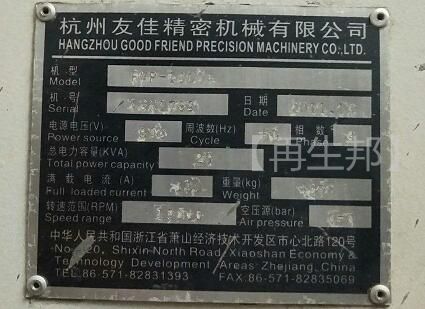 杭州友佳精密机械有限公司
HANGZHOU GOOD FRIEND PRECISION MACHINERY CO.,LTD.
机型
Model
机号 日期
Serial Date
电源电压(V) 周波数(Hz) 相数
Power source Cycle Phase
总电力容量(KVA)
Total power capacity
满载电流(A) 重量(kg)
Full loaded current Weight
转速范围(RPM) 空压源(bar)
Speed range Air Pressure
【再生邦】
中华人民共和国浙江省萧山经济技术开发区市心北路120号
No.120, Shixin North Road, Xiaoshan Economy &
Technology Development Areas Zhejiang, China
TEL:86-571-82831393 FAX:86-571-82835069